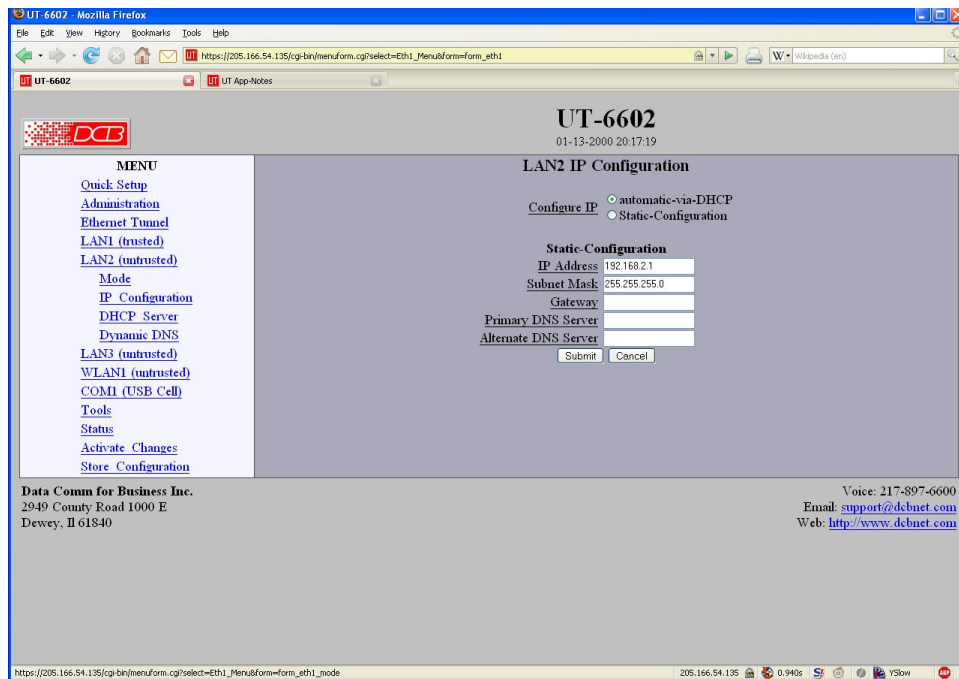 UT-6602 - Mozilla Firefox
File Edit View History Bookmarks Tools Help
https://205.166.54.135/cgi-bin/menuform.cgi?select=Eth1_Menu&form=form_eth1
W Wikipedia (en)
UT UT-6602
UT UT App-Notes
DCB
UT-6602
01-13-2000 20:17:19
MENU
Quick Setup
Administration
Ethernet Tunnel
LAN1 (trusted)
LAN2 (untrusted)
Mode
IP Configuration
DHCP Server
Dynamic DNS
LAN3 (untrusted)
WLAN1 (untrusted)
COM1 (USB Cell)
Tools
Status
Activate Changes
Store Configuration
LAN2 IP Configuration
Configure IP automatic-via-DHCP
Static-Configuration
Static-Configuration
IP Address 192.168.2.1
Subnet Mask 255.255.255.0
Gateway
Primary DNS Server
Alternate DNS Server
Submit Cancel
Data Comm for Business Inc.
2949 County Road 1000 E
Dewey, Il 61840
Voice: 217-897-6600
Email: support@dcbnet.com
Web: http://www.dcbnet.com
https://205.166.54.135/cgi-bin/menuform.cgi?select=Eth1_Menu&form=form_eth1_mode
205.166.54.135 0.940s YSlow ABP